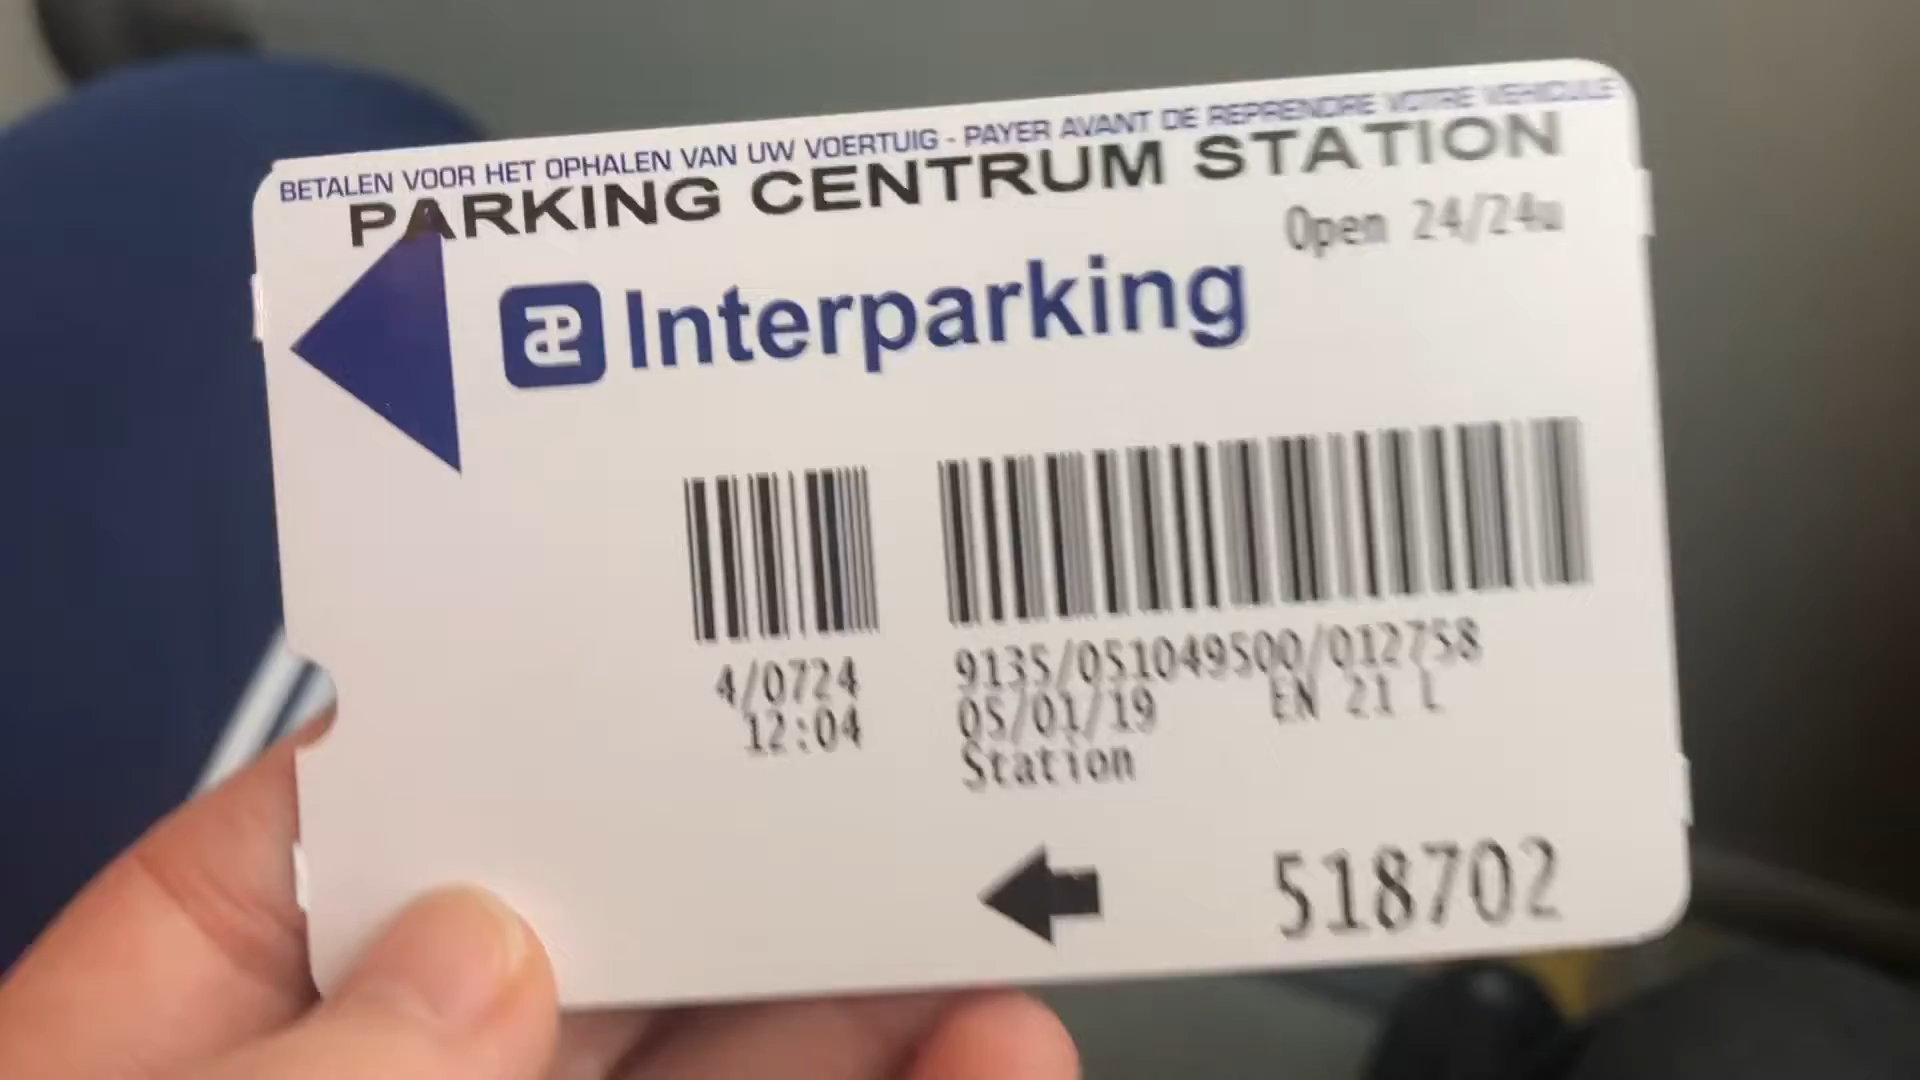 BETALEN VOOR HET OPHALEN VAN UW VOERTUIG - PAYER AVANT DE REPRENDRE VOTRE VEHICULE
PARKING CENTRUM STATION
Open 24/24u
Interparking
4/0724
12:04
9135/051049500/012758
05/01/19 EN 21 L
Station
518702